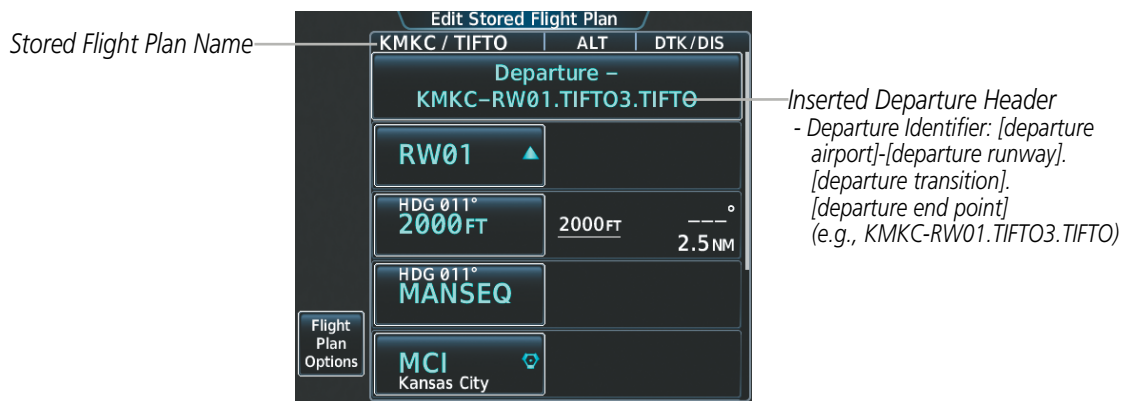 Edit Stored Flight Plan
Stored Flight Plan Name
KMKC / TIFTO ALT DTK/DIS
Departure –
KMKC–RW01.TIFTO3.TIFTO
Inserted Departure Header
- Departure Identifier: [departure
airport]-[departure runway].
[departure transition].
[departure end point]
(e.g., KMKC-RW01.TIFTO3.TIFTO)
RW01
HDG 011°
2000FT 2000FT ___°
2.5NM
HDG 011°
MANSEQ
Flight
Plan
Options
MCI
Kansas City